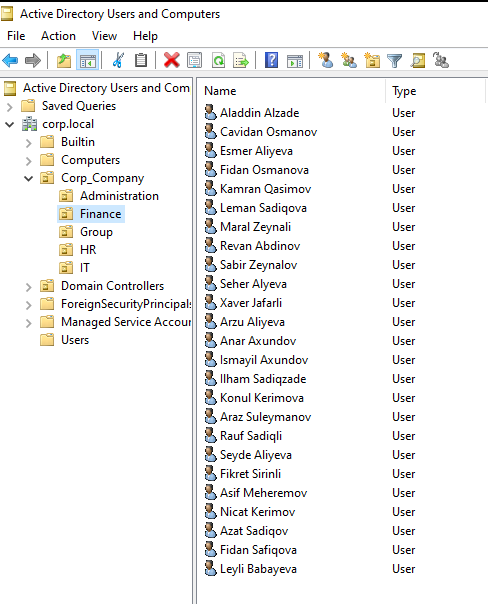 Active Directory Users and Computers
File Action View Help
Active Directory Users and Com
Saved Queries
corp.local
Builtin
Computers
Corp_Company
Administration
Finance
Group
HR
IT
Domain Controllers
ForeignSecurityPrincipals
Managed Service Accou
Users
Name Type
Aladdin Alzade User
Cavidan Osmanov User
Esmer Aliyeva User
Fidan Osmanova User
Kamran Qasimov User
Leman Sadiqova User
Maral Zeynali User
Revan Abdinov User
Sabir Zeynalov User
Seher Alyeva User
Xaver Jafarli User
Arzu Aliyeva User
Anar Axundov User
Ismayil Axundov User
Ilham Sadiqzade User
Konul Kerimova User
Araz Suleymanov User
Rauf Sadiqli User
Seyde Aliyeva User
Fikret Sirinli User
Asif Meheremov User
Nicat Kerimov User
Azat Sadiqov User
Fidan Safiqova User
Leyli Babayeva User